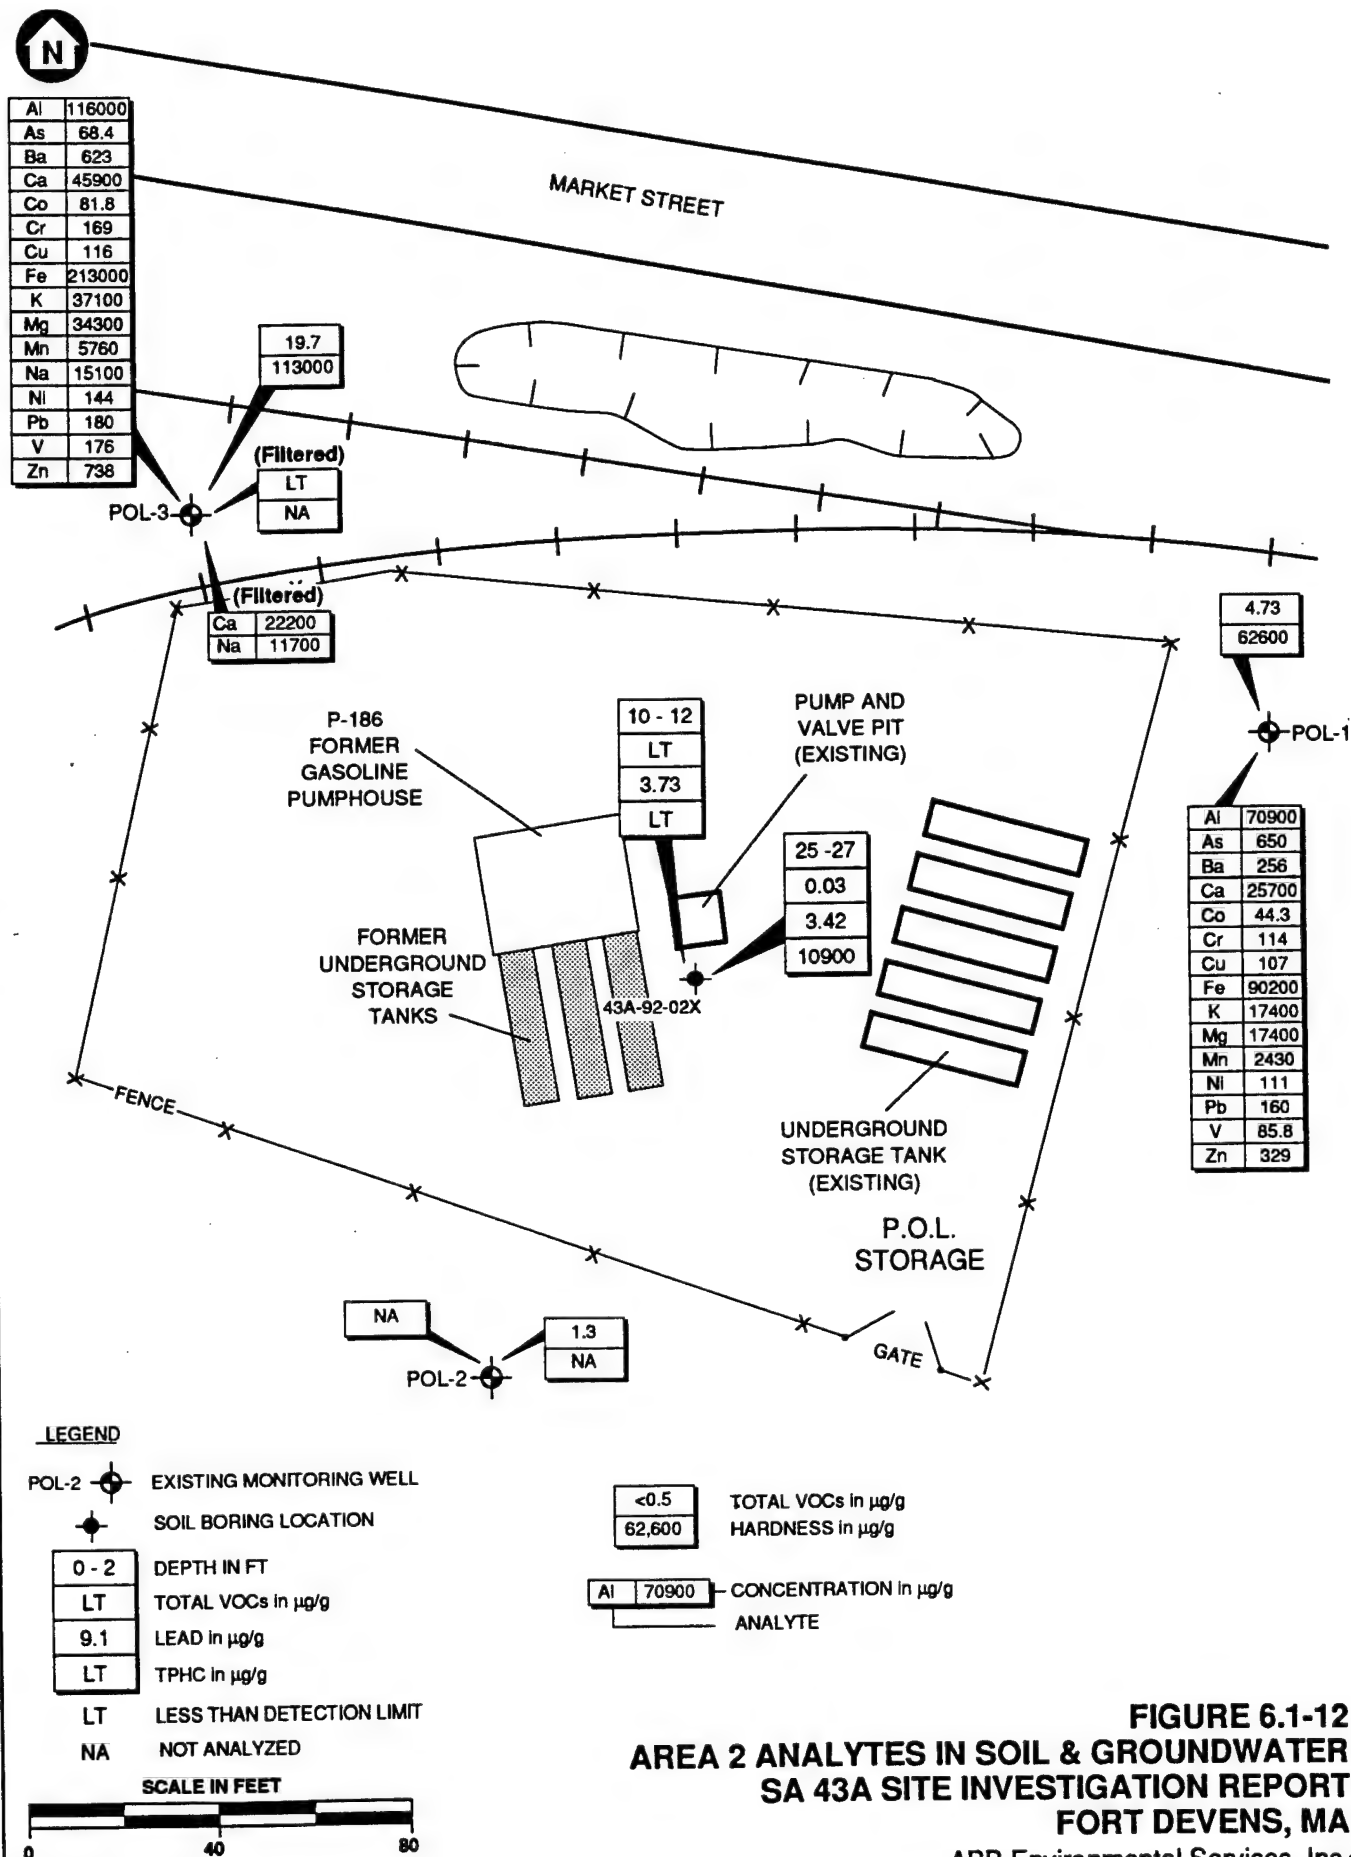 N
Al 116000
As 68.4
Ba 623
Ca 45900
Co 81.8
Cr 169
Cu 116
Fe 213000
K 37100
Mg 34300
Mn 5760
Na 15100
Ni 144
Pb 180
V 176
Zn 738
MARKET STREET
19.7
113000
(Filtered)
LT
NA
POL-3
(Filtered)
Ca 22200
Na 11700
4.73
62600
POL-1
Al 70900
As 650
Ba 256
Ca 25700
Co 44.3
Cr 114
Cu 107
Fe 90200
K 17400
Mg 17400
Mn 2430
Ni 111
Pb 160
V 85.8
Zn 329
P-186
FORMER
GASOLINE
PUMPHOUSE
10 - 12
LT
3.73
LT
PUMP AND
VALVE PIT
(EXISTING)
25 -27
0.03
3.42
10900
FORMER
UNDERGROUND
STORAGE
TANKS
43A-92-02X
FENCE
UNDERGROUND
STORAGE TANK
(EXISTING)
P.O.L.
STORAGE
GATE
NA
1.3
NA
POL-2
LEGEND
POL-2 EXISTING MONITORING WELL
SOIL BORING LOCATION
0 - 2 DEPTH IN FT
LT TOTAL VOCs in µg/g
9.1 LEAD in µg/g
LT TPHC in µg/g
LT LESS THAN DETECTION LIMIT
NA NOT ANALYZED
<0.5 TOTAL VOCs in µg/g
62,600 HARDNESS in µg/g
Al 70900 CONCENTRATION in µg/g
ANALYTE
SCALE IN FEET
0 40 80
FIGURE 6.1-12
AREA 2 ANALYTES IN SOIL & GROUNDWATER
SA 43A SITE INVESTIGATION REPORT
FORT DEVENS, MA
Environmental Services, Inc